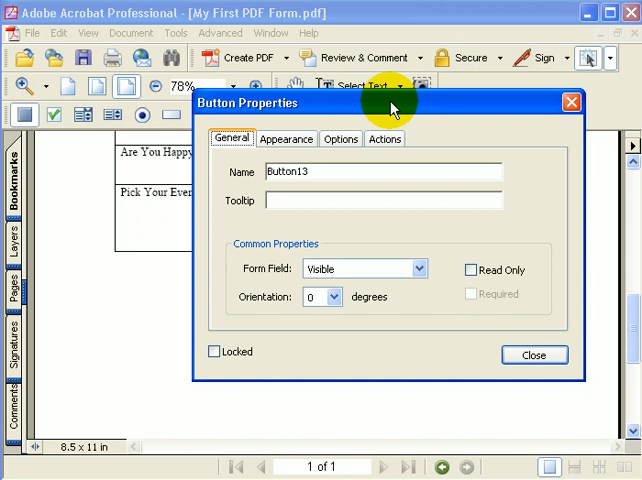 Adobe Acrobat Professional - [My First PDF Form.pdf]
File Edit View Document Tools Advanced Window Help
Create PDF Review & Comment Secure Sign
78% Select Text
Button Properties
General Appearance Options Actions
Name Button13
Tooltip
Common Properties
Form Field: Visible Read Only
Orientation: 0 degrees Required
Locked Close
Are You Happy
Pick Your Ever
Bookmarks
Layers
Pages
Signatures
Comments
8.5 x 11 in
1 of 1